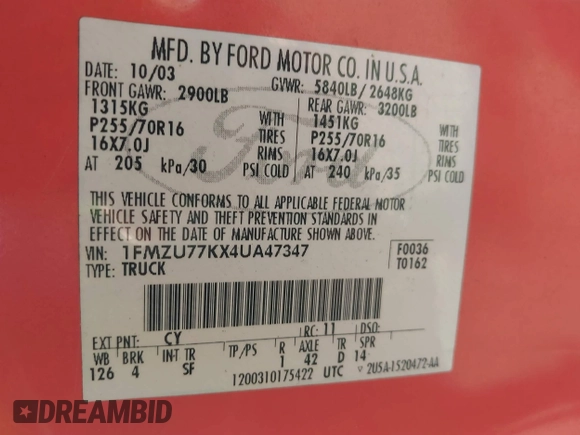 MFD. BY FORD MOTOR CO. IN U.S.A.
DATE: 10/03 GVWR: 5840LB/2648KG
FRONT GAWR: 2900LB REAR GAWR: 3200LB
1315KG WITH 1451KG WITH
P255/70R16 TIRES P255/70R16 TIRES
16X7.0J RIMS 16X7.0J RIMS
AT 205 kPa/30 PSI COLD AT 240 kPa/35 PSI COLD
Ford
THIS VEHICLE CONFORMS TO ALL APPLICABLE FEDERAL MOTOR
VEHICLE SAFETY AND THEFT PREVENTION STANDARDS IN
EFFECT ON THE DATE OF MANUFACTURE SHOWN ABOVE.
VIN: 1FMZU77KX4UA47347 F0036
TYPE: TRUCK T0162
EXT PNT: CY RC: 11 DSO:
WB BRK INT TR TP/PS R AXLE TR SPR
126 4 SF 1 42 D 14
1200310175422 UTC 2USA-1520472-AA
DREAMBID